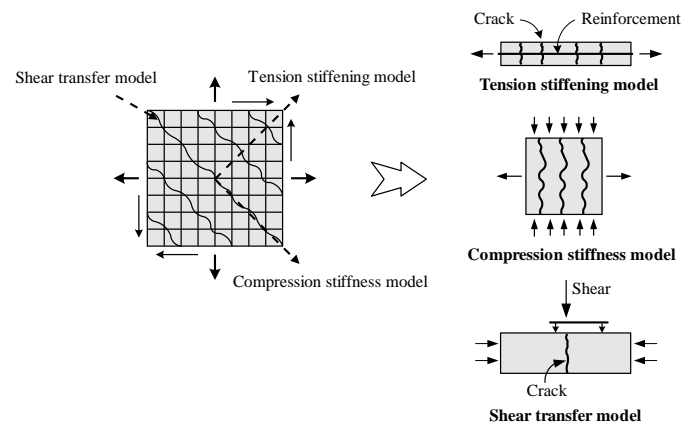 Shear transfer model
Tension stiffening model
Compression stiffness model
Crack
Reinforcement
Tension stiffening model
Compression stiffness model
Shear
Crack
Shear transfer model